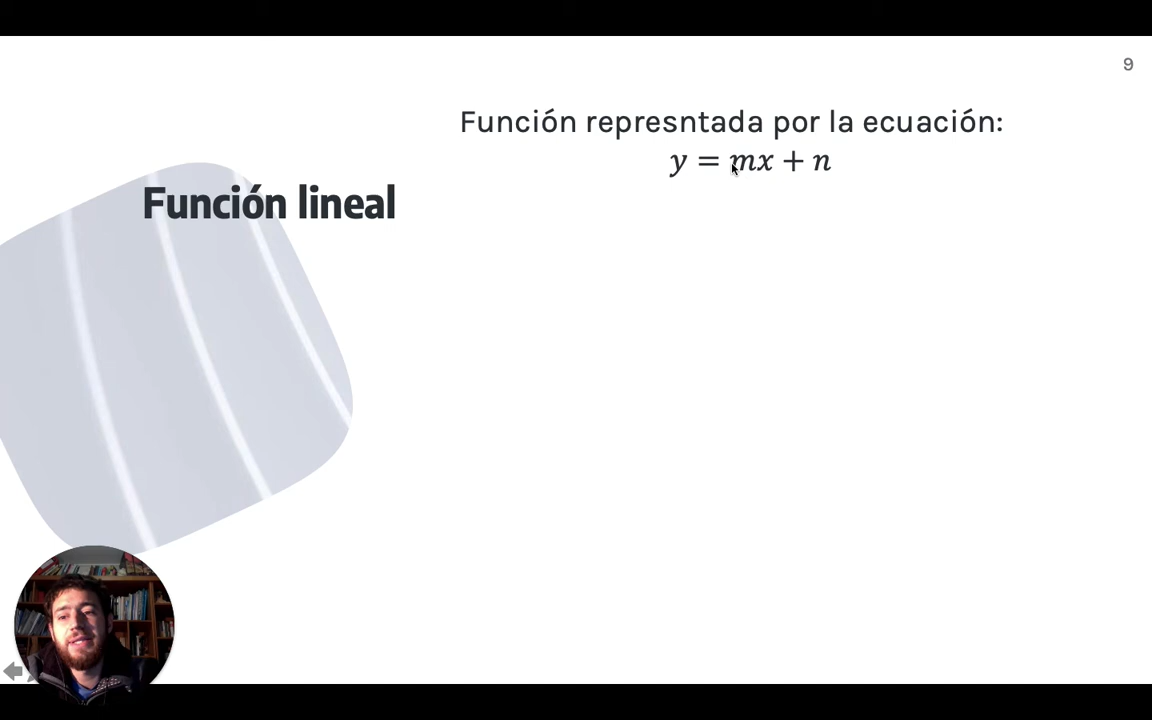 9
Función represntada por la ecuación:
y = mx + n
Función lineal